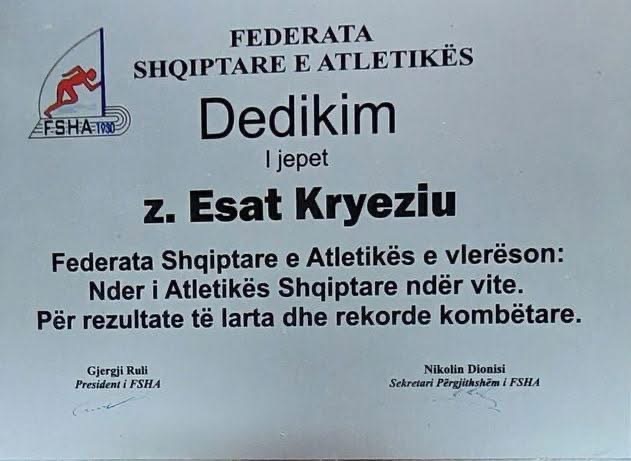 FEDERATA
SHQIPTARE E ATLETIKËS
FSHA 1930
Dedikim
I jepet
z. Esat Kryeziu
Federata Shqiptare e Atletikës e vlerëson:
Nder i Atletikës Shqiptare ndër vite.
Për rezultate të larta dhe rekorde kombëtare.
Gjergji Ruli
President i FSHA
Nikolin Dionisi
Sekretari Përgjithshëm i FSHA